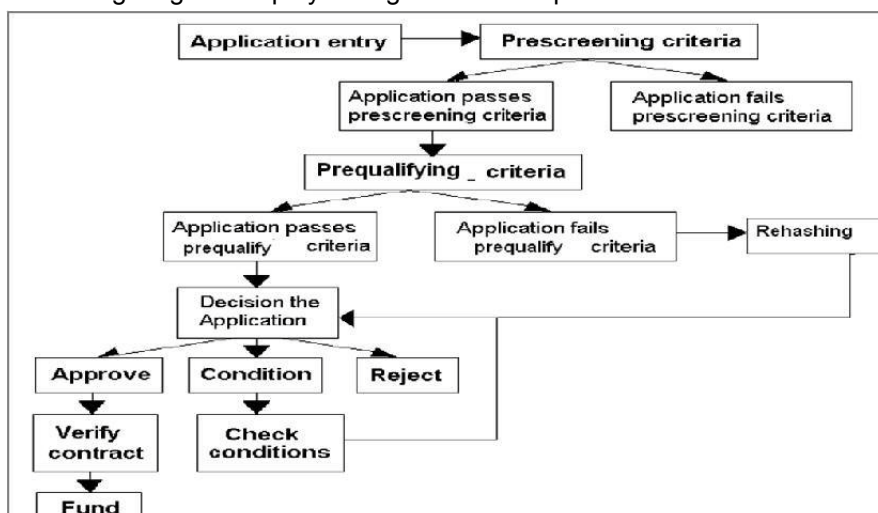 Application entry
Prescreening criteria
Application passes
prescreening criteria
Application fails
prescreening criteria
Prequalifying _ criteria
Application passes
prequalify criteria
Application fails
prequalify criteria
Rehashing
Decision the
Application
Approve
Condition
Reject
Verify
contract
Check
conditions
Fund